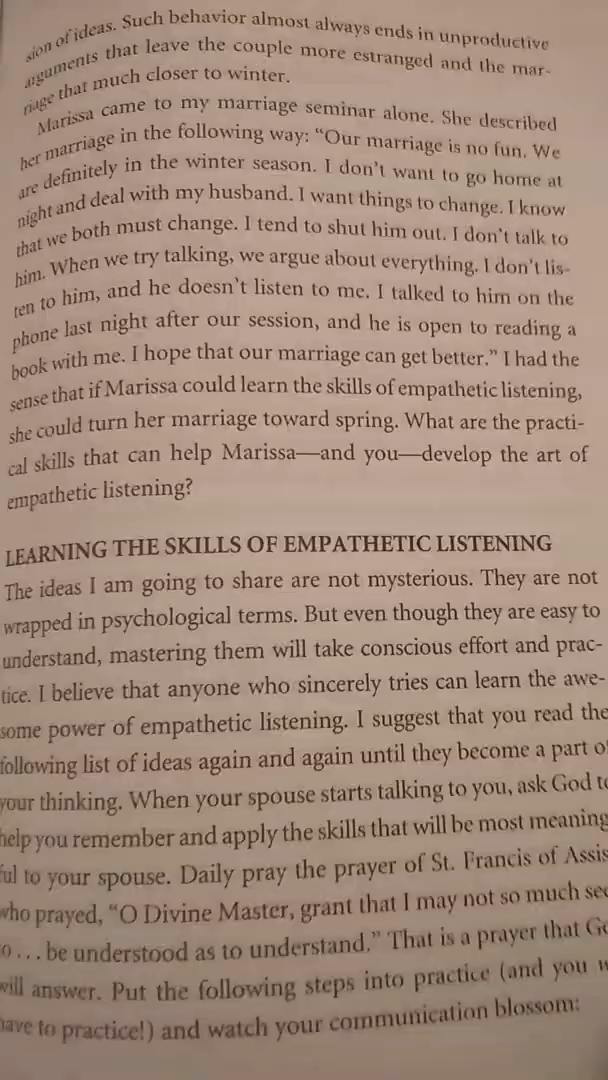 sion of ideas. Such behavior almost always ends in unproductive
arguments that leave the couple more estranged and the mar-
riage that much closer to winter.
Marissa came to my marriage seminar alone. She described
her marriage in the following way: “Our marriage is no fun. We
are definitely in the winter season. I don’t want to go home at
night and deal with my husband. I want things to change. I know
that we both must change. I tend to shut him out. I don’t talk to
him. When we try talking, we argue about everything. I don’t lis-
ten to him, and he doesn’t listen to me. I talked to him on the
phone last night after our session, and he is open to reading a
book with me. I hope that our marriage can get better.” I had the
sense that if Marissa could learn the skills of empathetic listening,
she could turn her marriage toward spring. What are the practi-
cal skills that can help Marissa—and you—develop the art of
empathetic listening?
LEARNING THE SKILLS OF EMPATHETIC LISTENING
The ideas I am going to share are not mysterious. They are not
wrapped in psychological terms. But even though they are easy to
understand, mastering them will take conscious effort and prac-
tice. I believe that anyone who sincerely tries can learn the awe-
some power of empathetic listening. I suggest that you read the
following list of ideas again and again until they become a part of
your thinking. When your spouse starts talking to you, ask God to
help you remember and apply the skills that will be most meaning
ful to your spouse. Daily pray the prayer of St. Francis of Assis
who prayed, “O Divine Master, grant that I may not so much see
o . . . be understood as to understand.” That is a prayer that Go
will answer. Put the following steps into practice (and you w
have to practice!) and watch your communication blossom: